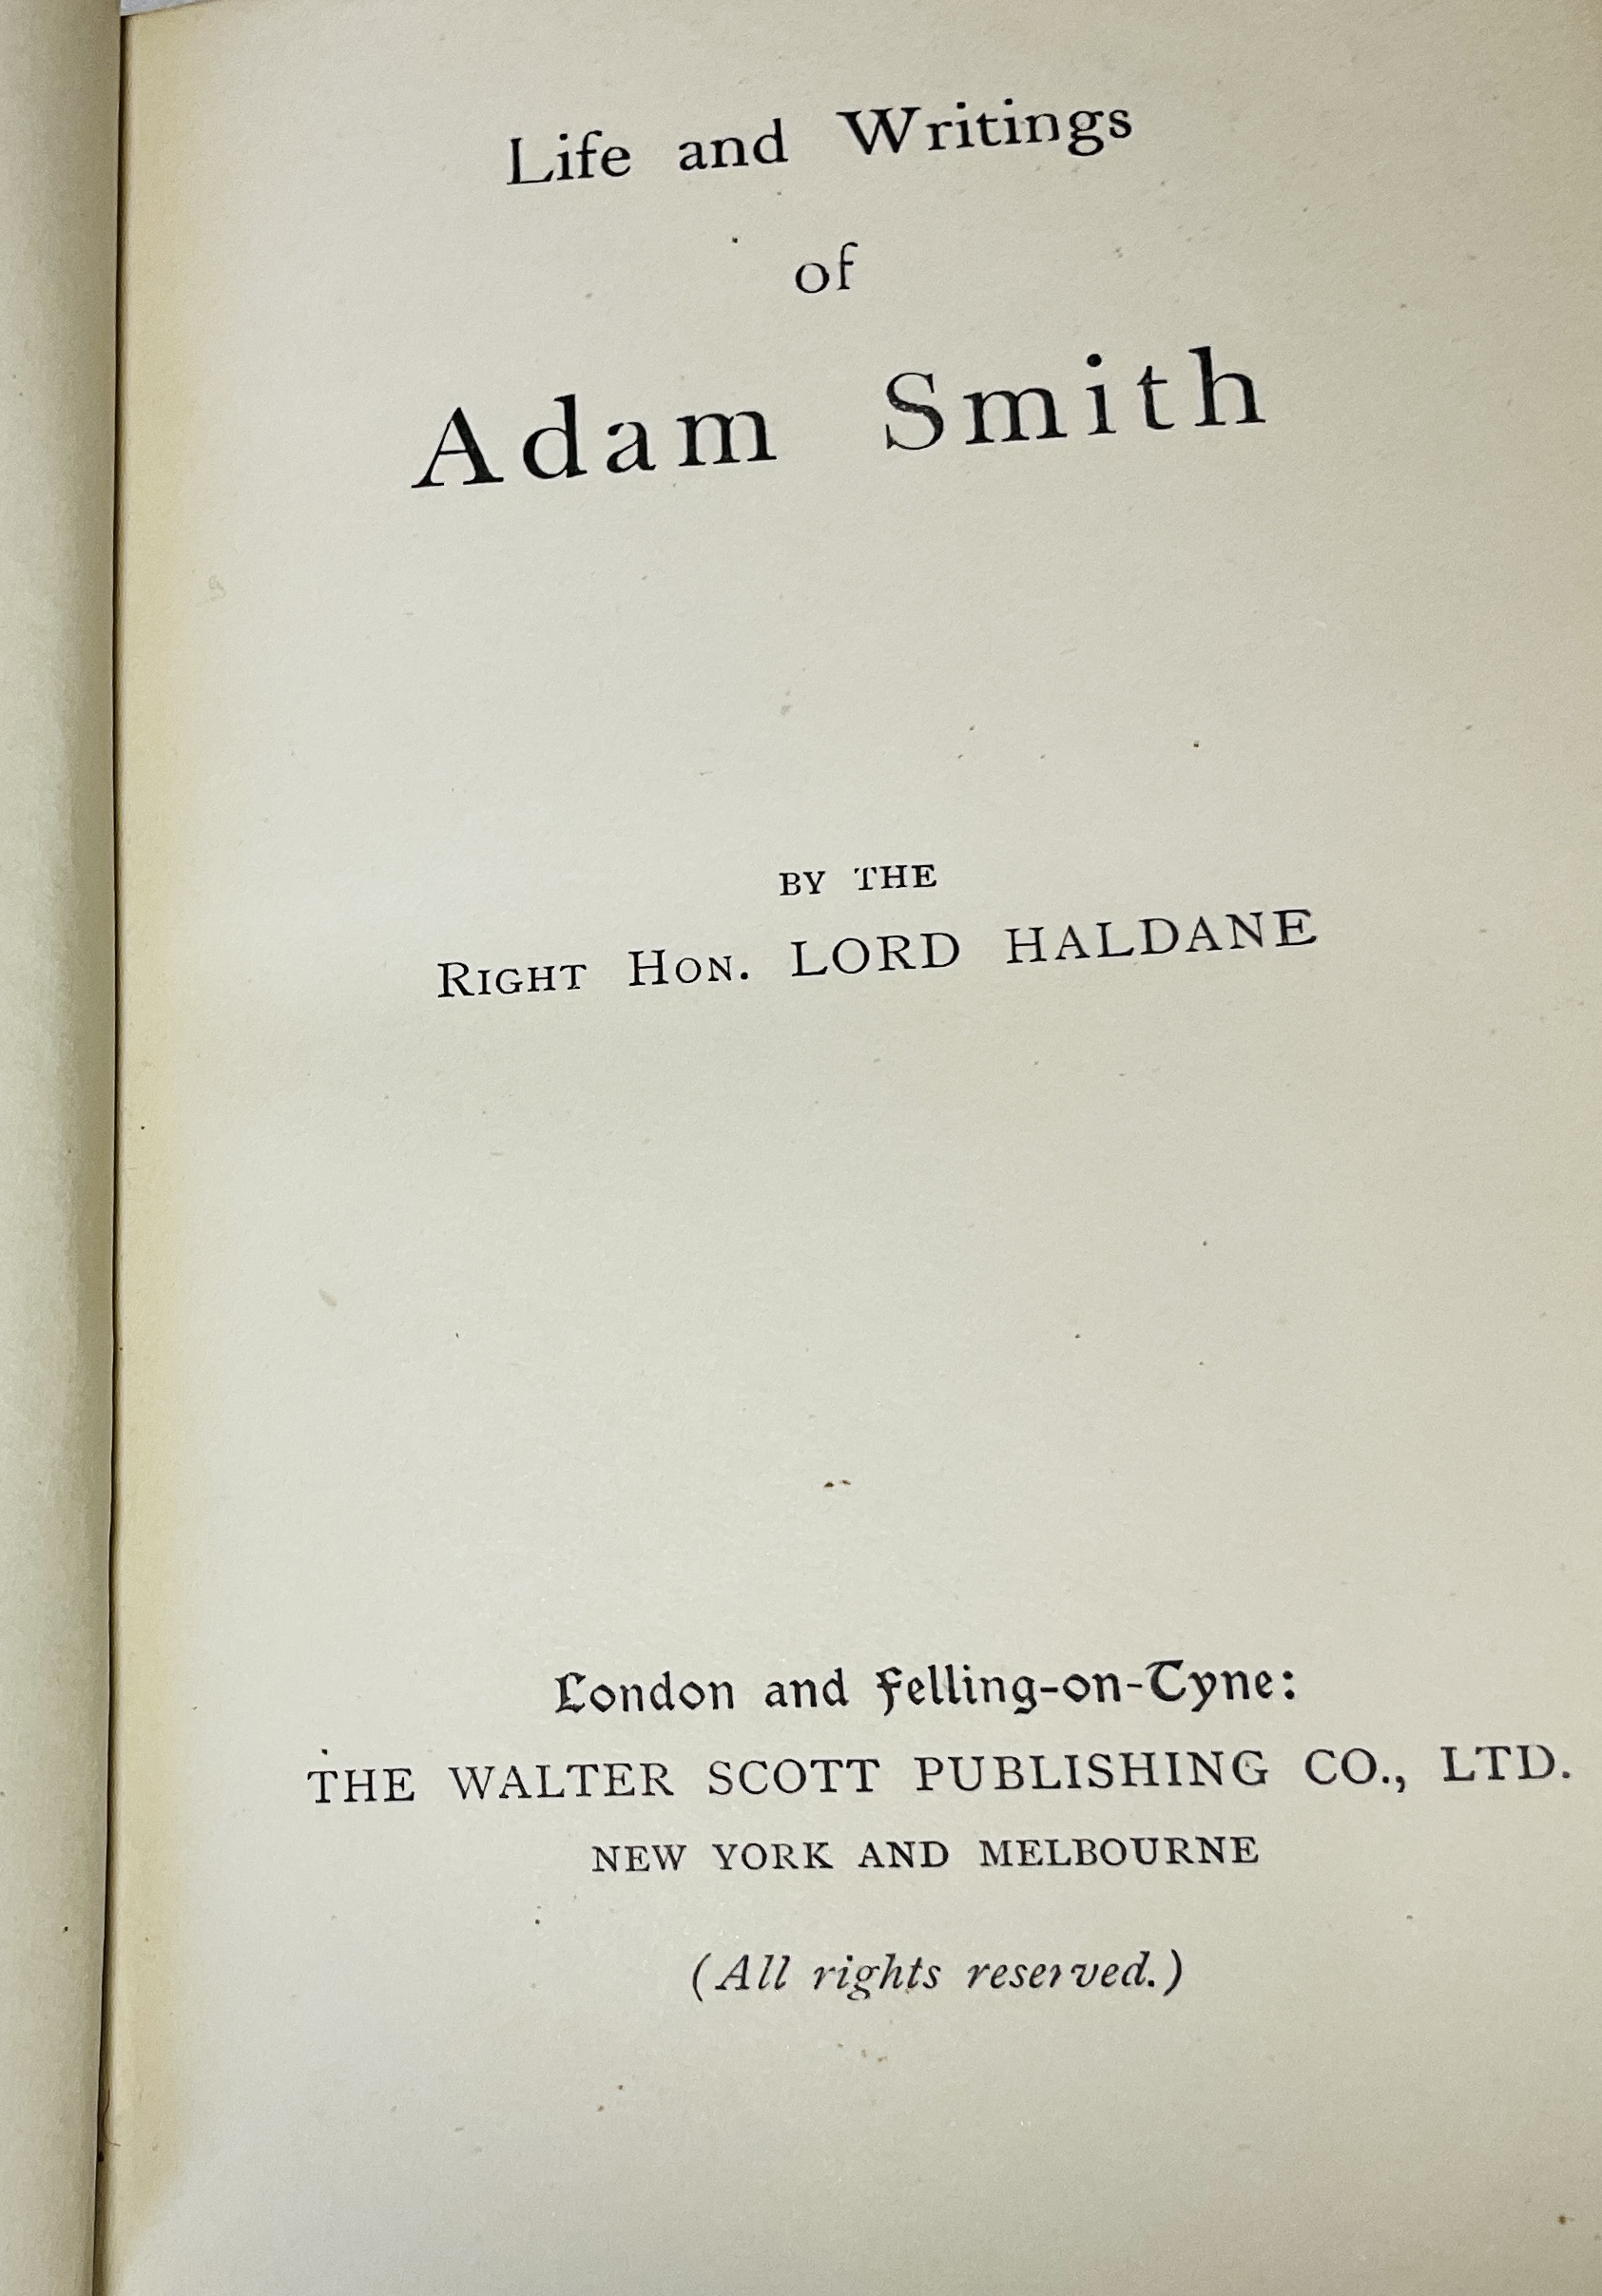 Life and Writings
of
Adam Smith
BY THE
RIGHT HON. LORD HALDANE
London and Felling-on-Tyne:
THE WALTER SCOTT PUBLISHING CO., LTD.
NEW YORK AND MELBOURNE
(All rights reserved.)